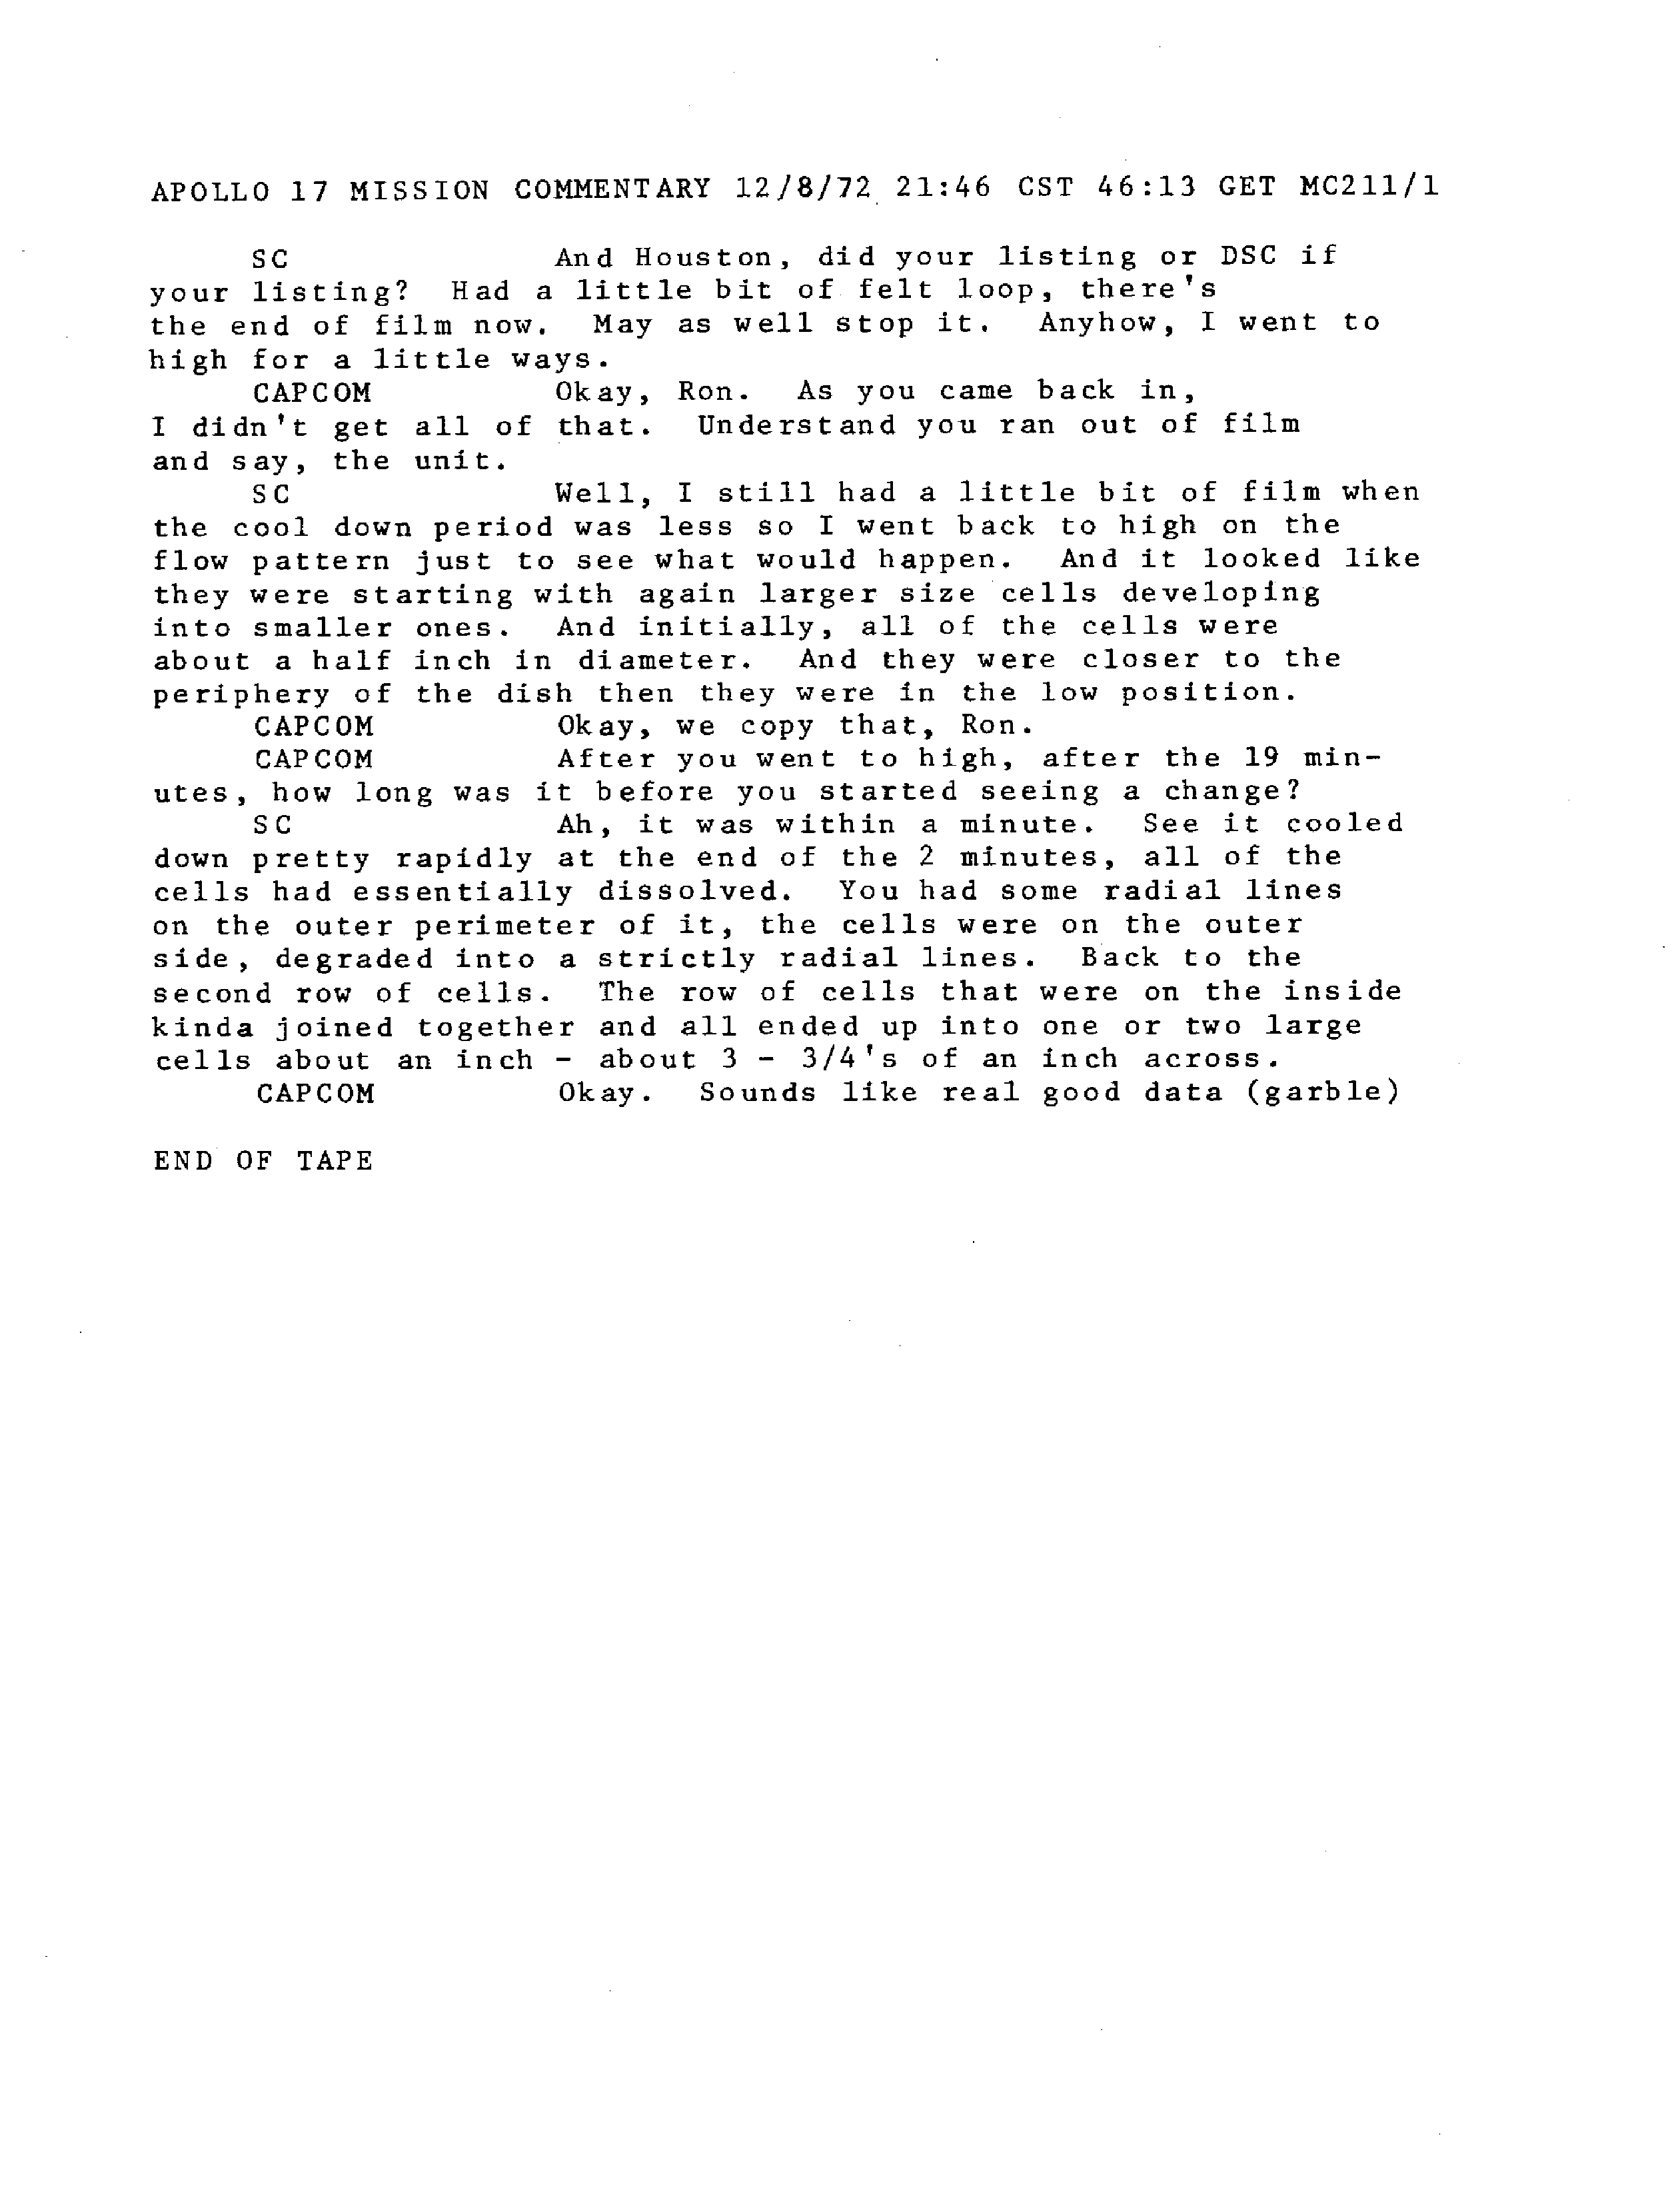 APOLLO 17 MISSION COMMENTARY 12/8/72 21:46 CST 46:13 GET MC211/1
SC And Houston, did your listing or DSC if
your listing? Had a little bit of felt loop, there's
the end of film now. May as well stop it. Anyhow, I went to
high for a little ways.
CAPCOM Okay, Ron. As you came back in,
I didn't get all of that. Understand you ran out of film
and say, the unit.
SC Well, I still had a little bit of film when
the cool down period was less so I went back to high on the
flow pattern just to see what would happen. And it looked like
they were starting with again larger size cells developing
into smaller ones. And initially, all of the cells were
about a half inch in diameter. And they were closer to the
periphery of the dish then they were in the low position.
CAPCOM Okay, we copy that, Ron.
CAPCOM After you went to high, after the 19 min-
utes, how long was it before you started seeing a change?
SC Ah, it was within a minute. See it cooled
down pretty rapidly at the end of the 2 minutes, all of the
cells had essentially dissolved. You had some radial lines
on the outer perimeter of it, the cells were on the outer
side, degraded into a strictly radial lines. Back to the
second row of cells. The row of cells that were on the inside
kinda joined together and all ended up into one or two large
cells about an inch - about 3 - 3/4's of an inch across.
CAPCOM Okay. Sounds like real good data (garble)
END OF TAPE